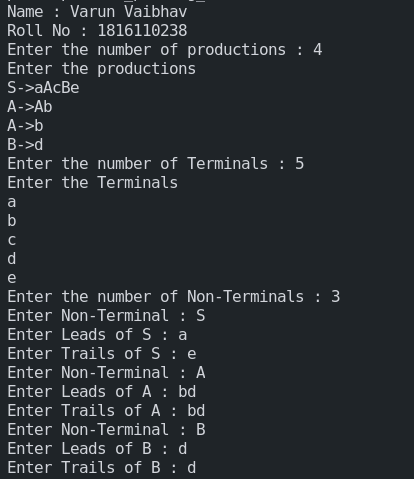 Name : Varun Vaibhav
Roll No : 1816110238
Enter the number of productions : 4
Enter the productions
S->aAcBe
A->Ab
A->b
B->d
Enter the number of Terminals : 5
Enter the Terminals
a
b
c
d
e
Enter the number of Non-Terminals : 3
Enter Non-Terminal : S
Enter Leads of S : a
Enter Trails of S : e
Enter Non-Terminal : A
Enter Leads of A : bd
Enter Trails of A : bd
Enter Non-Terminal : B
Enter Leads of B : d
Enter Trails of B : d